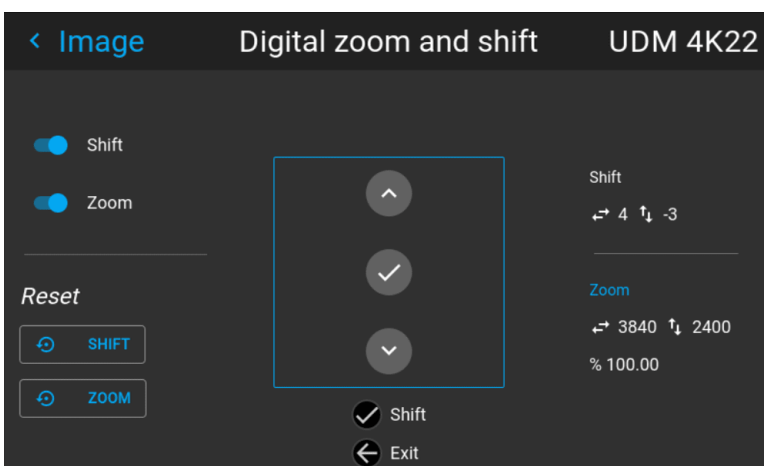 Image
Digital zoom and shift
UDM 4K22
Shift
Zoom
Reset
SHIFT
ZOOM
Shift
Exit
Shift
4 -3
Zoom
3840 2400
% 100.00